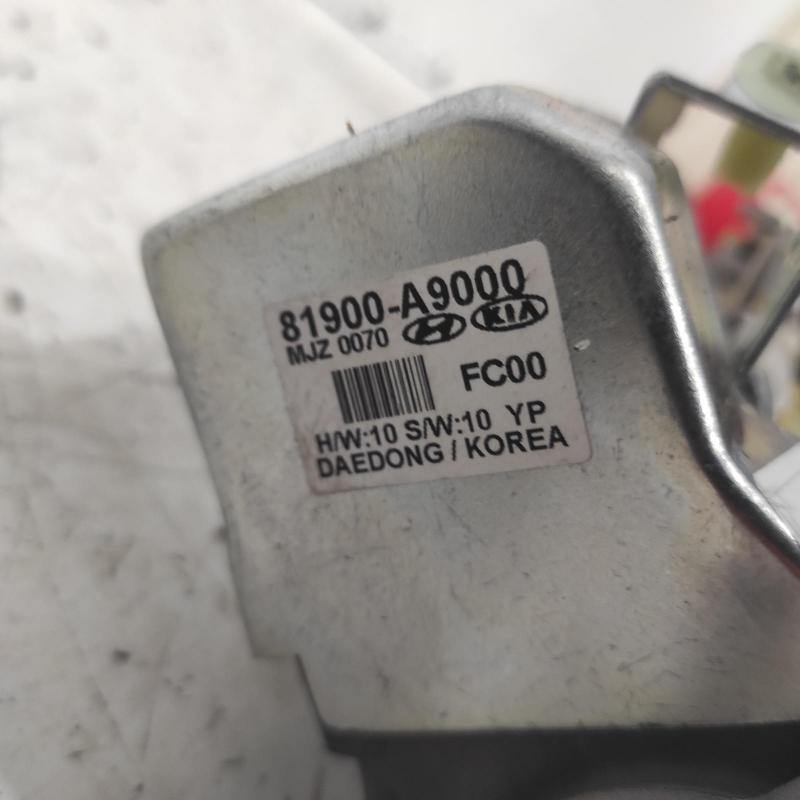 81900-A9000
MJZ 0070 H KIA
FC00
H/W:10 S/W:10 YP
DAEDONG / KOREA